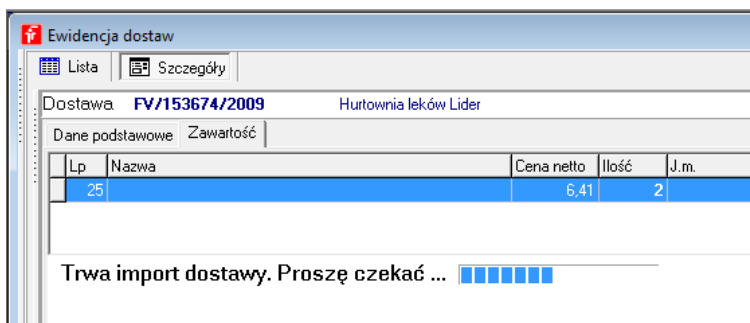 Ewidencja dostaw
Lista Szczegóły
Dostawa FV/153674/2009 Hurtownia leków Lider
Dane podstawowe Zawartość
Lp Nazwa Cena netto Ilość J.m.
25 6,41 2
Trwa import dostawy. Proszę czekać ...